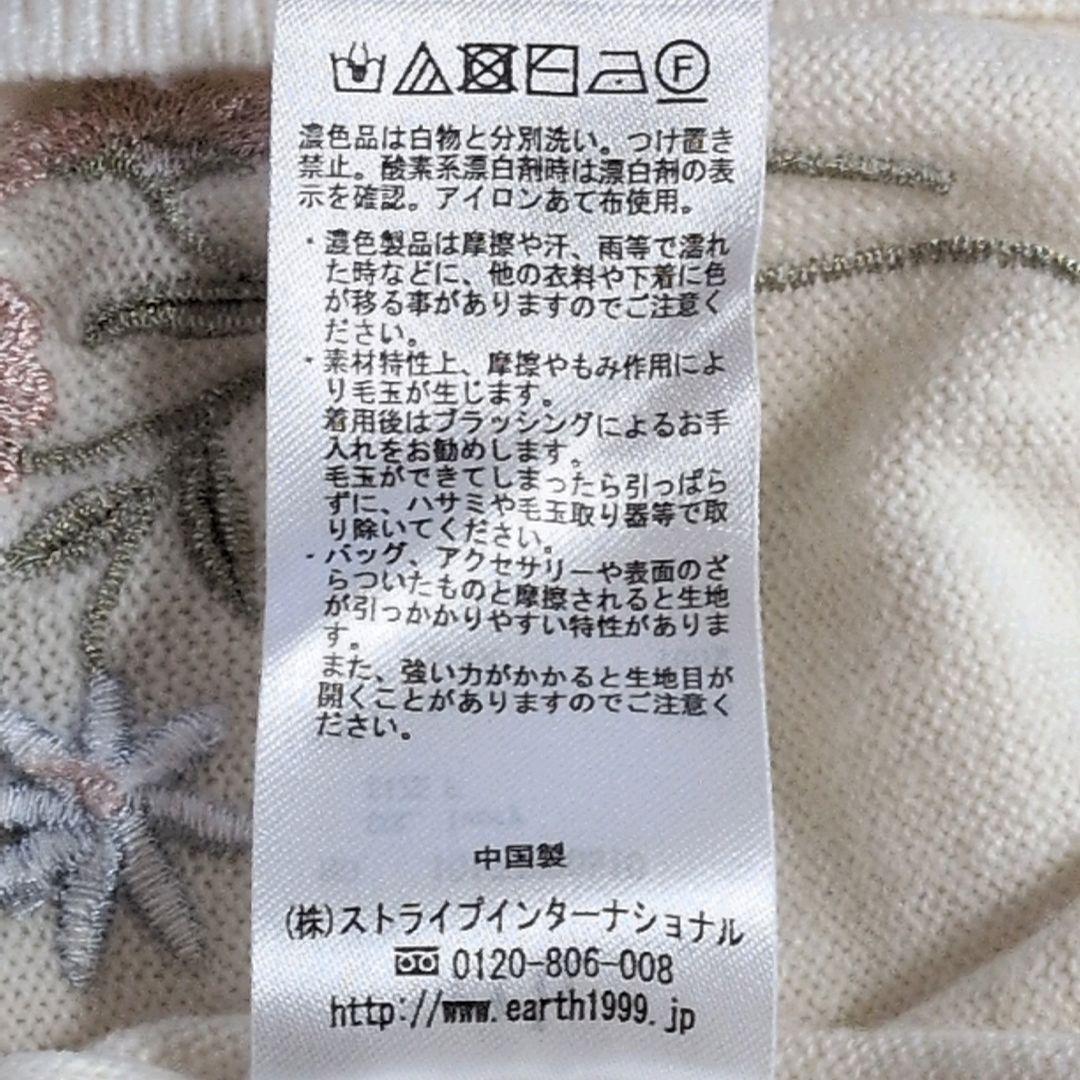 F
濃色品は白物と分別洗い。つけ置き
禁止。酸素系漂白剤時は漂白剤の表
示を確認。アイロンあて布使用。
・濃色製品は摩擦や汗、雨等で濡れ
た時などに、他の衣料や下着に色
が移る事がありますのでご注意く
ださい。
・素材特性上、摩擦やもみ作用によ
り毛玉が生じます。
着用後はブラッシングによるお手
入れをお勧めします。
毛玉ができてしまったら引っぱら
ずに、ハサミや毛玉取り器等で取
り除いてください。
・バッグ、アクセサリーや表面のざ
らついたものと摩擦されると生地
が引っかかりやすい特性がありま
す。
また、強い力がかかると生地目が
開くことがありますのでご注意く
ださい。
中国製
(株)ストライプインターナショナル
0120-806-008
http://www.earth1999.jp